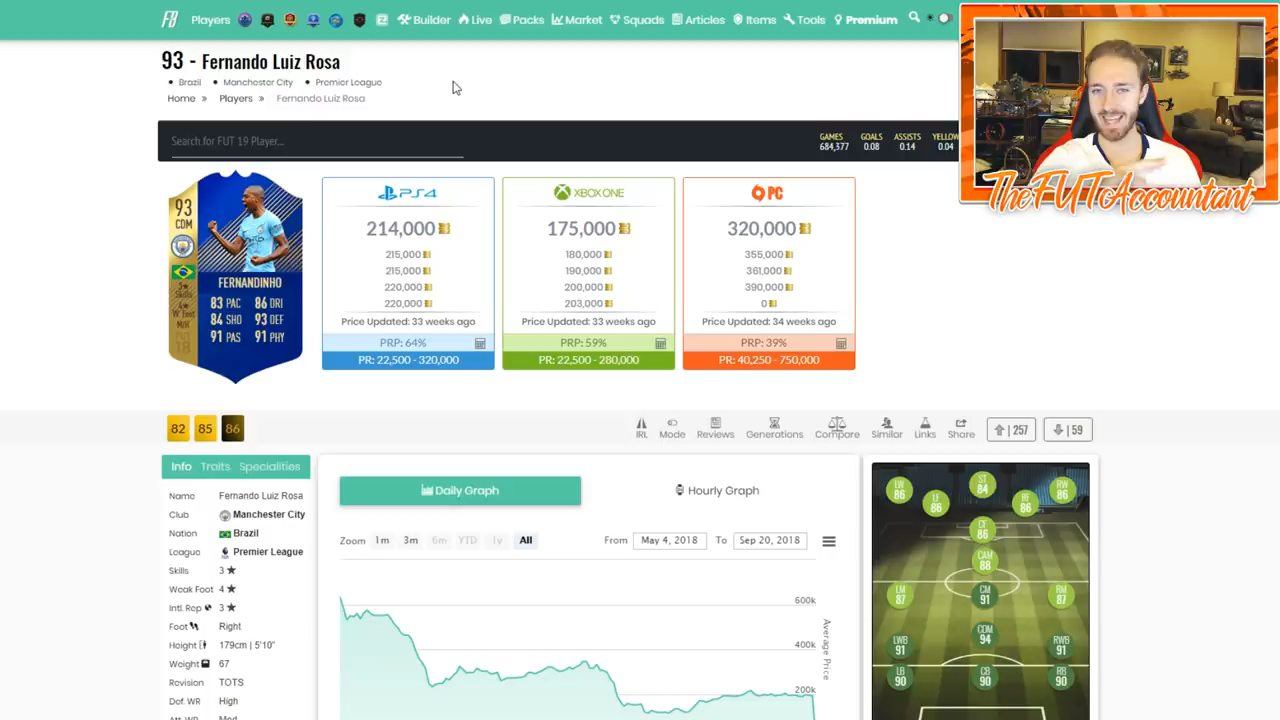 F8 Players Builder Live Packs Market Squads Articles Items Tools Premium
93 - Fernando Luiz Rosa
Brazil Manchester City Premier League
Home » Players » Fernando Luiz Rosa
Search for FUT 19 Player...
GAMES GOALS ASSISTS YELLOW
684,377 0.08 0.14 0.04
TheFUTAccountant
93
CDM
3★
Skills
4★
W. Foot
M/H
FUT
18
FERNANDINHO
83 PAC 86 DRI
84 SHO 93 DEF
91 PAS 91 PHY
PS4
214,000
215,000
215,000
220,000
220,000
Price Updated: 33 weeks ago
PRP: 64%
PR: 22,500 - 320,000
XBOX ONE
175,000
180,000
190,000
200,000
203,000
Price Updated: 33 weeks ago
PRP: 59%
PR: 22,500 - 280,000
PC
320,000
355,000
361,000
390,000
0
Price Updated: 34 weeks ago
PRP: 39%
PR: 40,250 - 750,000
82 85 86
IRL Mode Reviews Generations Compare Similar Links Share 257 59
Info Traits Specialities
Name Fernando Luiz Rosa
Club Manchester City
Nation Brazil
League Premier League
Skills 3★
Weak Foot 4★
Intl. Rep 3★
Foot Right
Height 179cm | 5'10"
Weight 67
Revision TOTS
Def. WR High
Att. WR Med
Daily Graph Hourly Graph
Zoom 1m 3m 6m YTD 1y All From May 4, 2018 To Sep 20, 2018
600k
400k
200k
Average Price
ST
84
LW
86
RW
86
LF
86
RF
86
CF
86
CAM
88
LM
87
CM
91
RM
87
CDM
94
LWB
91
RWB
91
LB
90
CB
90
RB
90